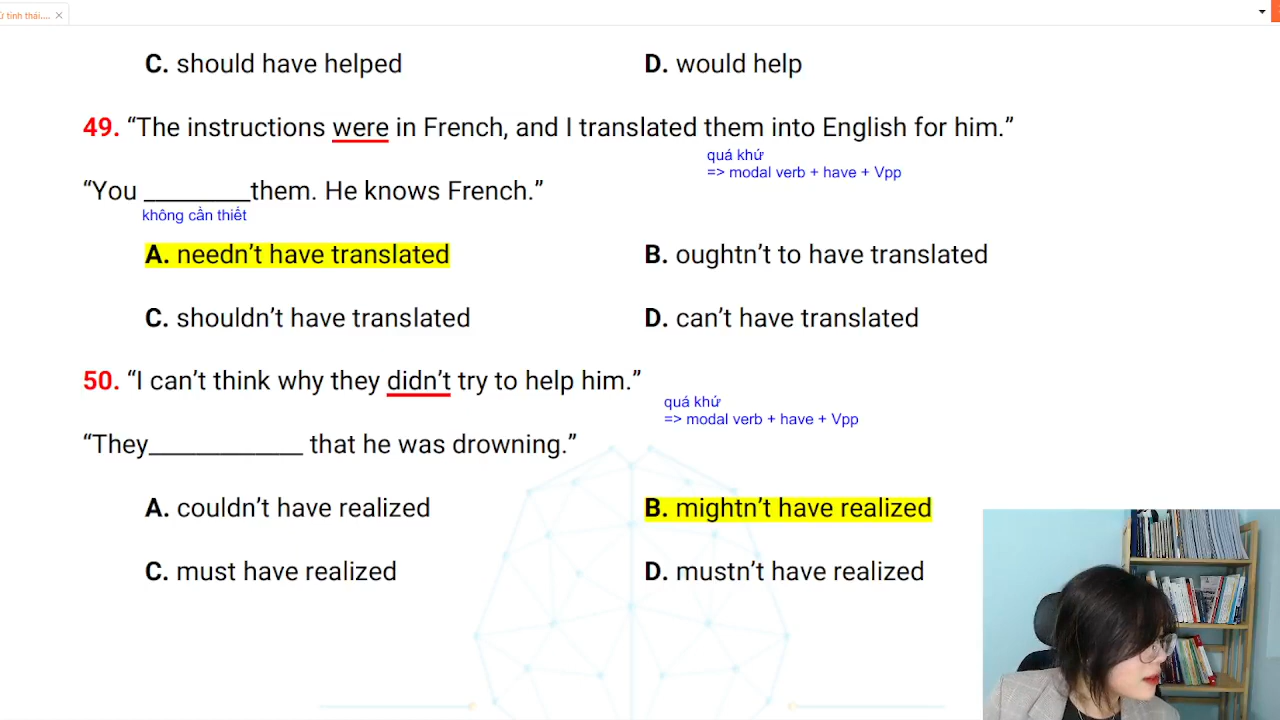 ừ tình thái....
C. should have helped D. would help
49. “The instructions were in French, and I translated them into English for him.”
quá khứ
=> modal verb + have + Vpp
“You _________them. He knows French.”
không cần thiết
A. needn’t have translated B. oughtn’t to have translated
C. shouldn’t have translated D. can’t have translated
50. “I can’t think why they didn’t try to help him.”
quá khứ
=> modal verb + have + Vpp
“They_____________ that he was drowning.”
A. couldn’t have realized B. mightn’t have realized
C. must have realized D. mustn’t have realized